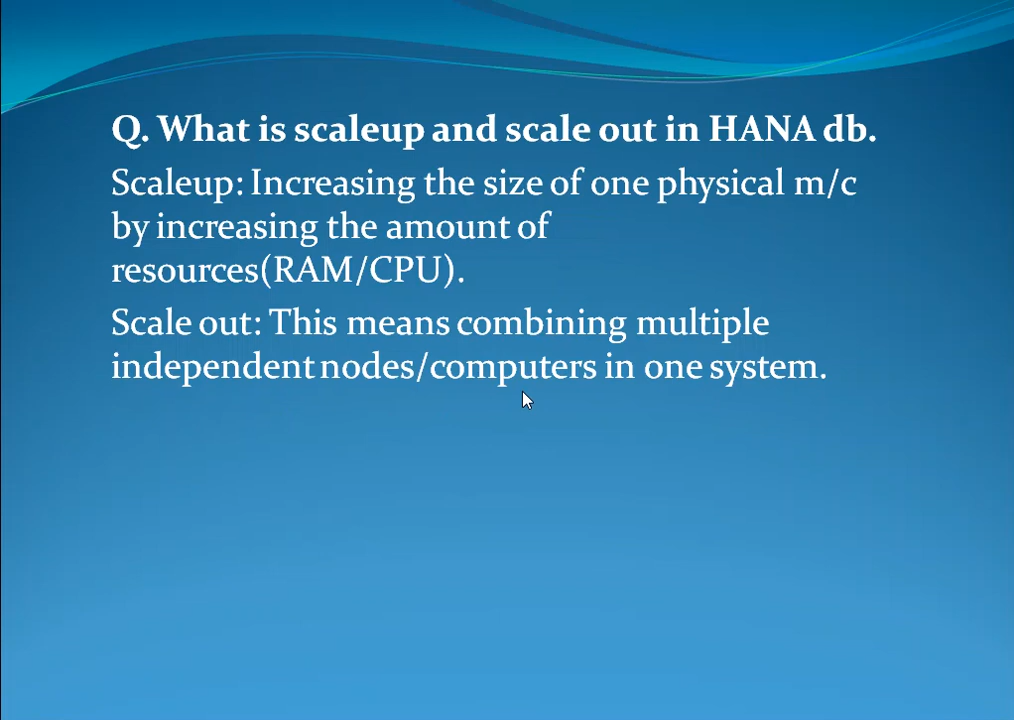 Q. What is scaleup and scale out in HANA db.
Scaleup: Increasing the size of one physical m/c
by increasing the amount of
resources(RAM/CPU).
Scale out: This means combining multiple
independent nodes/computers in one system.